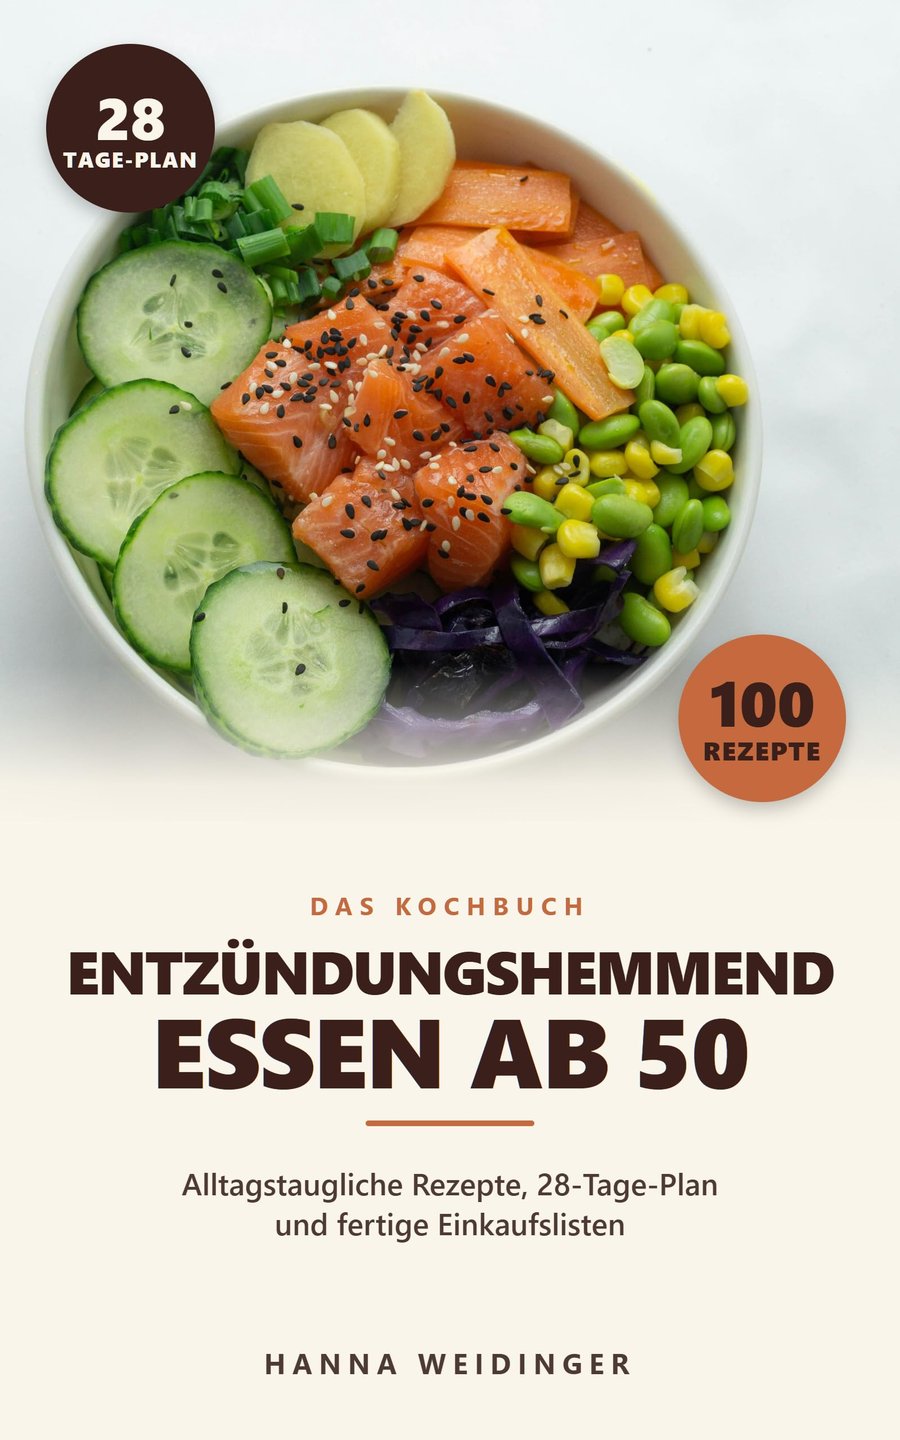 28
TAGE-PLAN
100
REZEPTE
DAS KOCHBUCH
ENTZÜNDUNGSHEMMEND
ESSEN AB 50
Alltagstaugliche Rezepte, 28-Tage-Plan
und fertige Einkaufslisten
HANNA WEIDINGER